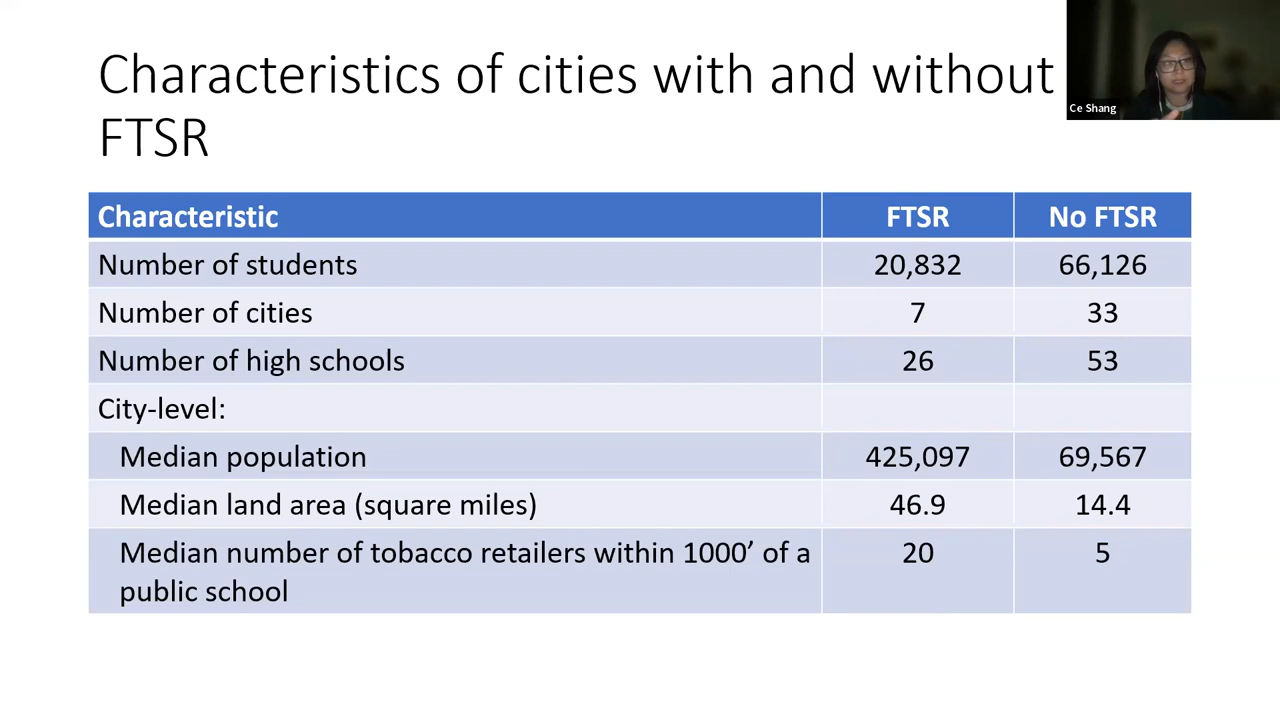 Characteristics of cities with and without
FTSR
Ce Shang
Characteristic FTSR No FTSR
Number of students 20,832 66,126
Number of cities 7 33
Number of high schools 26 53
City-level:
Median population 425,097 69,567
Median land area (square miles) 46.9 14.4
Median number of tobacco retailers within 1000’ of a 20 5
public school